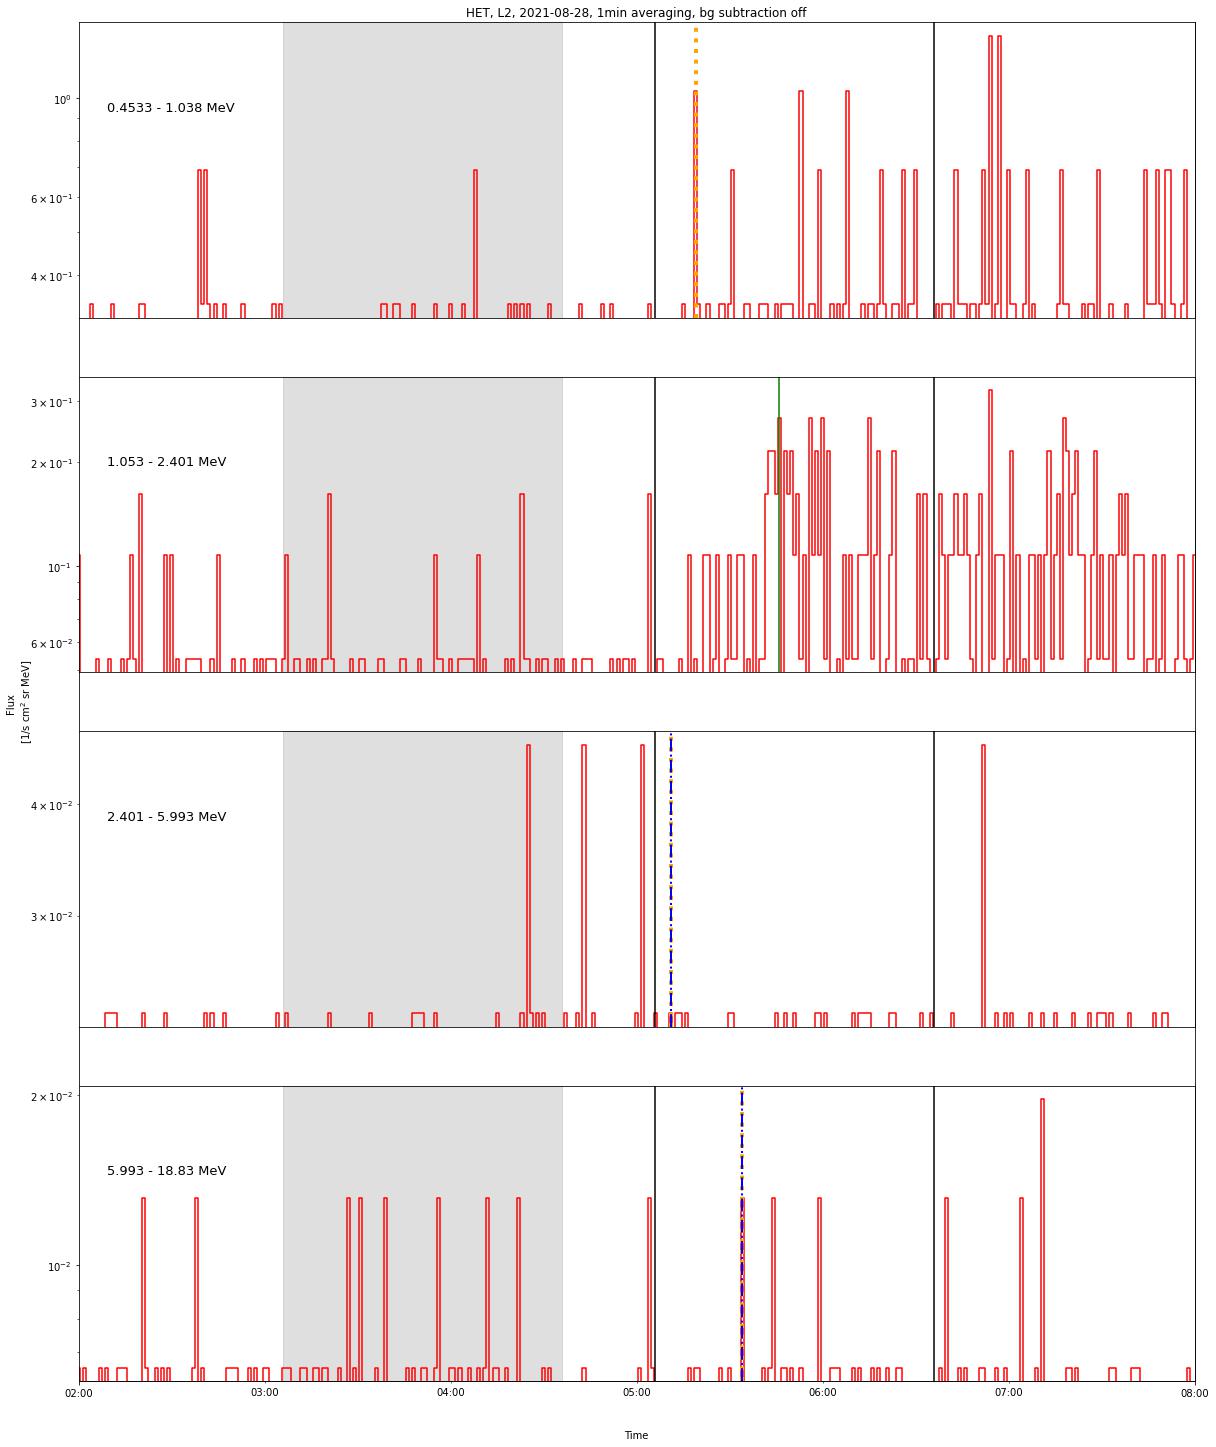 HET, L2, 2021-08-28, 1min averaging, bg subtraction off
10⁰
0.4533 - 1.038 MeV
6 × 10⁻¹
4 × 10⁻¹
3 × 10⁻¹
1.053 - 2.401 MeV
2 × 10⁻¹
10⁻¹
6 × 10⁻²
Flux
[1/s cm² sr MeV]
4 × 10⁻²
2.401 - 5.993 MeV
3 × 10⁻²
2 × 10⁻²
5.993 - 18.83 MeV
10⁻²
02:00 03:00 04:00 05:00 06:00 07:00 08:00
Time